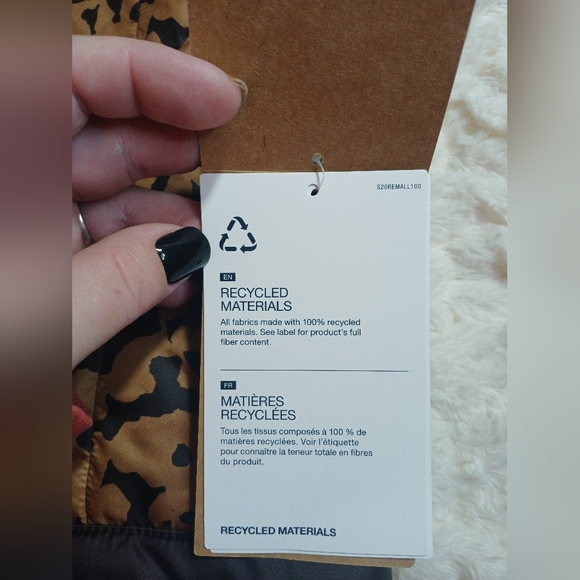 S20REMALL100
EN
RECYCLED
MATERIALS
All fabrics made with 100% recycled
materials. See label for product's full
fiber content.
FR
MATIÈRES
RECYCLÉES
Tous les tissus composés à 100 % de
matières recyclées. Voir l'étiquette
pour connaître la teneur totale en fibres
du produit.
RECYCLED MATERIALS